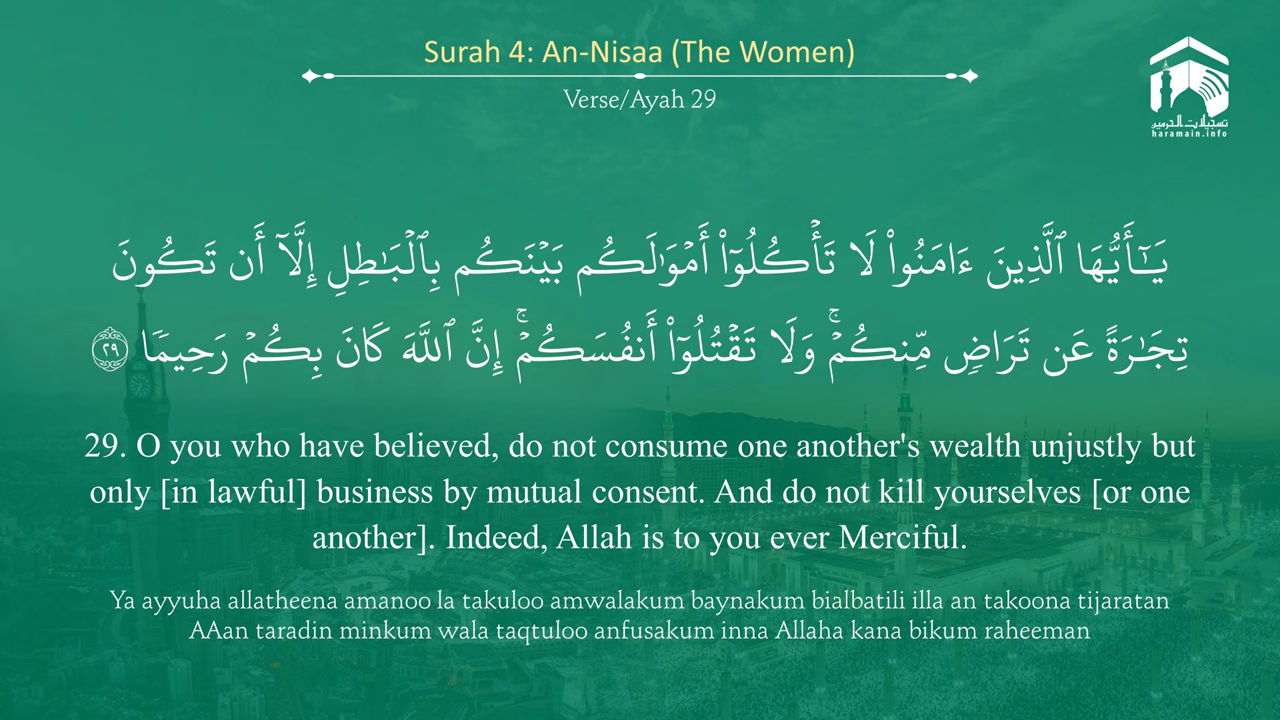 Surah 4: An-Nisaa (The Women)
Verse/Ayah 29
تسجيلات الحرمين
haramain.info
يَـٰٓأَيُّهَا ٱلَّذِينَ ءَامَنُوا۟ لَا تَأْكُلُوٓا۟ أَمْوَٰلَكُم بَيْنَكُم بِٱلْبَـٰطِلِ إِلَّآ أَن تَكُونَ
تِجَـٰرَةً عَن تَرَاضٍ مِّنكُمْ ۚ وَلَا تَقْتُلُوٓا۟ أَنفُسَكُمْ ۚ إِنَّ ٱللَّهَ كَانَ بِكُمْ رَحِيمًا ٢٩
29. O you who have believed, do not consume one another's wealth unjustly but
only [in lawful] business by mutual consent. And do not kill yourselves [or one
another]. Indeed, Allah is to you ever Merciful.
Ya ayyuha allatheena amanoo la takuloo amwalakum baynakum bialbatili illa an takoona tijaratan
AAan taradin minkum wala taqtuloo anfusakum inna Allaha kana bikum raheeman